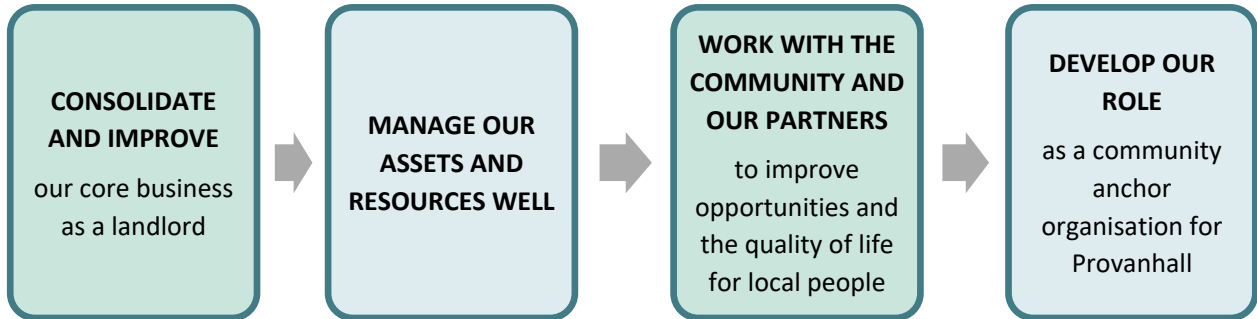 CONSOLIDATE
AND IMPROVE
our core business
as a landlord
MANAGE OUR
ASSETS AND
RESOURCES WELL
WORK WITH THE
COMMUNITY AND
OUR PARTNERS
to improve
opportunities and
the quality of life
for local people
DEVELOP OUR
ROLE
as a community
anchor
organisation for
Provanhall